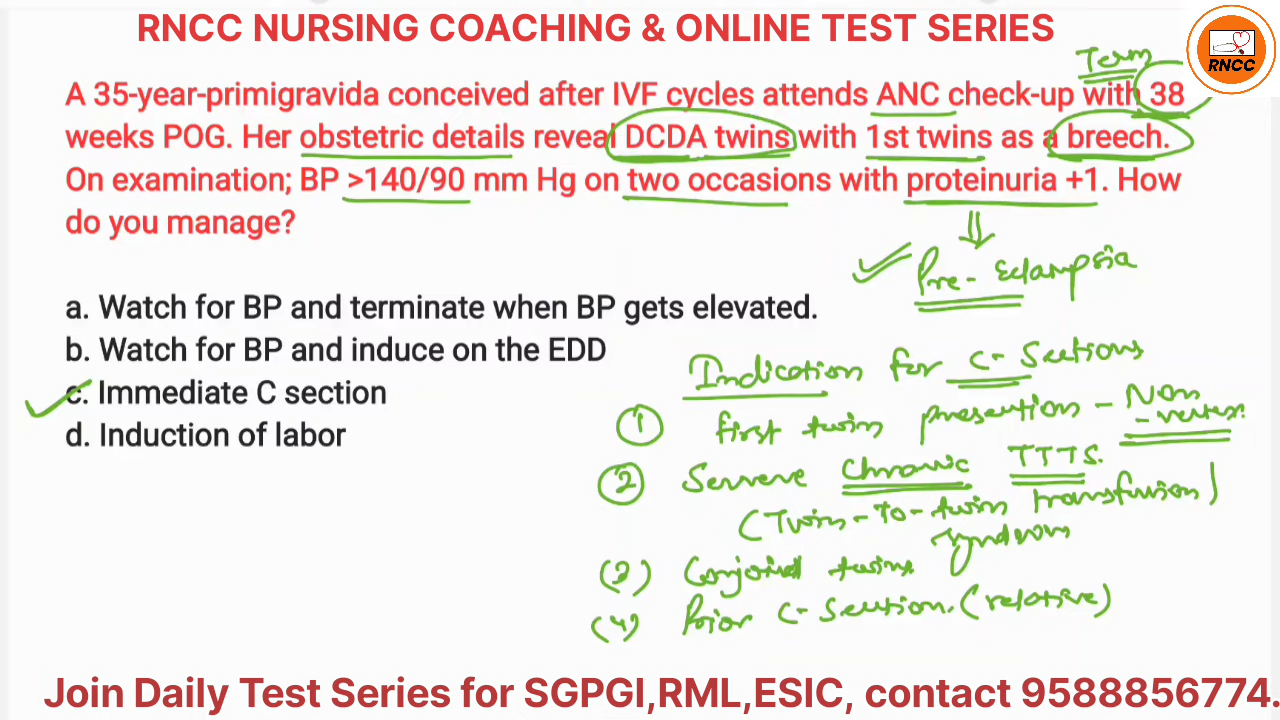 RNCC NURSING COACHING & ONLINE TEST SERIES
RNCC
Term
A 35-year-primigravida conceived after IVF cycles attends ANC check-up with 38
weeks POG. Her obstetric details reveal DCDA twins with 1st twins as a breech.
On examination; BP >140/90 mm Hg on two occasions with proteinuria +1. How
do you manage?
Pre-Eclampsia
a. Watch for BP and terminate when BP gets elevated.
b. Watch for BP and induce on the EDD
c. Immediate C section
d. Induction of labor
Indication for C-Sections
① first twin presention - Non
-vertex.
② Servere Chronic TTTS.
(Twin-To-twin transfusion)
syndrom
(3) Conjoined twins
(4) Prior C-Section. (relative)
Join Daily Test Series for SGPGI,RML,ESIC, contact 9588856774.